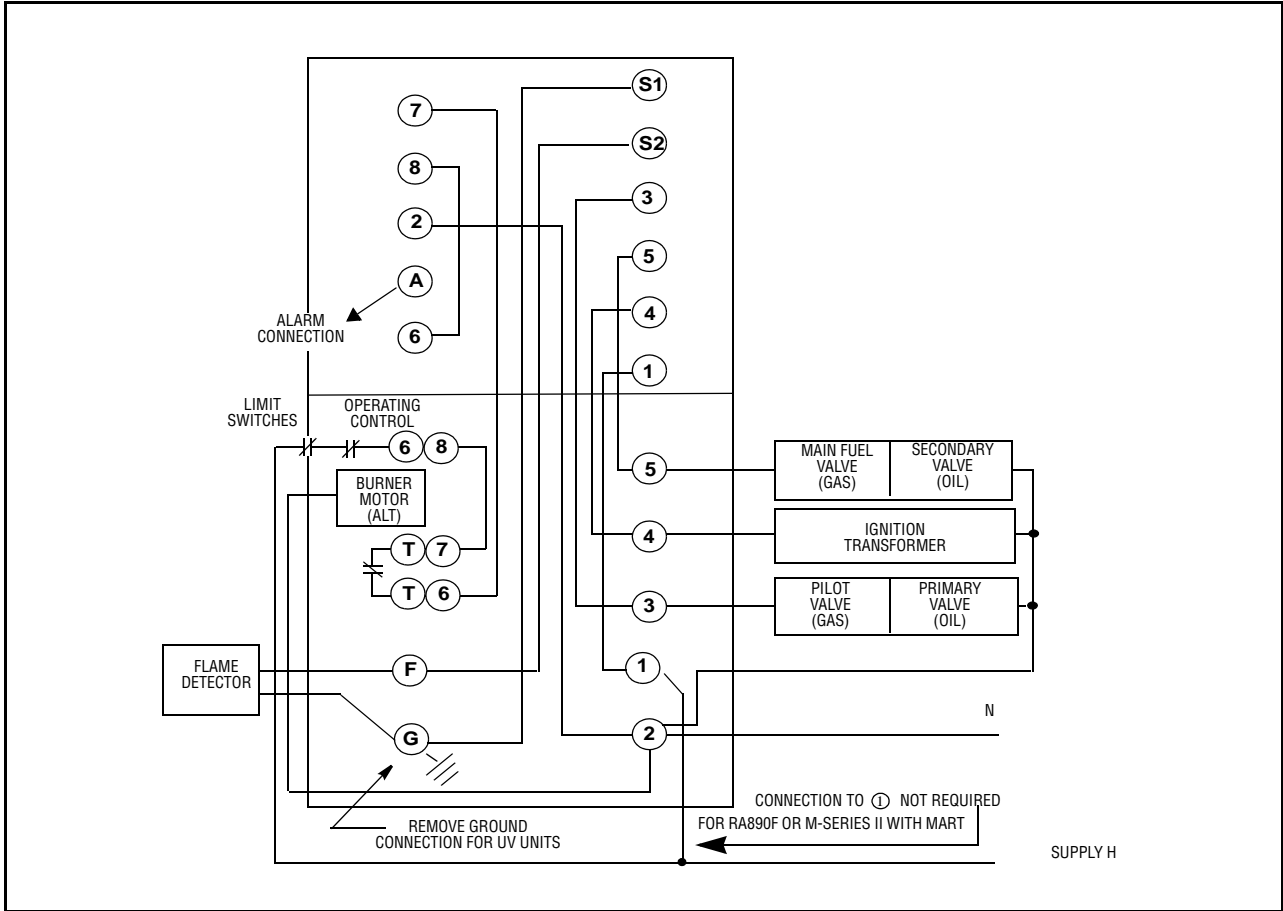 S1
7
S2
8
3
2
5
A
4
ALARM
CONNECTION
6
1
LIMIT
SWITCHES
OPERATING
CONTROL
6 8
BURNER
MOTOR
(ALT)
5
MAIN FUEL
VALVE
(GAS)
SECONDARY
VALVE
(OIL)
T 7
4
IGNITION
TRANSFORMER
T 6
3
PILOT
VALVE
(GAS)
PRIMARY
VALVE
(OIL)
FLAME
DETECTOR
F
1
G
2
N
REMOVE GROUND
CONNECTION FOR UV UNITS
CONNECTION TO ① NOT REQUIRED
FOR RA890F OR M-SERIES II WITH MART
SUPPLY H